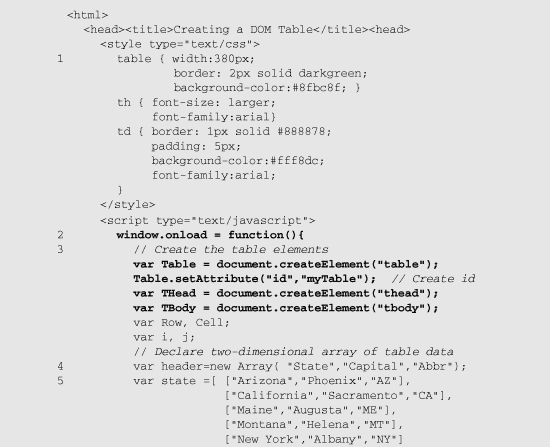 <html>
<head><title>Creating a DOM Table</title><head>
<style type="text/css">
1 table { width:380px;
border: 2px solid darkgreen;
background-color:#8fbc8f; }
th { font-size: larger;
font-family:arial}
td { border: 1px solid #888878;
padding: 5px;
background-color:#fff8dc;
font-family:arial;
}
</style>
<script type="text/javascript">
2 window.onload = function(){
3 // Create the table elements
var Table = document.createElement("table");
Table.setAttribute("id","myTable"); // Create id
var THead = document.createElement("thead");
var TBody = document.createElement("tbody");
var Row, Cell;
var i, j;
// Declare two-dimensional array of table data
4 var header=new Array( "State","Capital","Abbr");
5 var state =[ ["Arizona","Phoenix","AZ"],
["California","Sacramento","CA"],
["Maine","Augusta","ME"],
["Montana","Helena","MT"],
["New York","Albany","NY"]